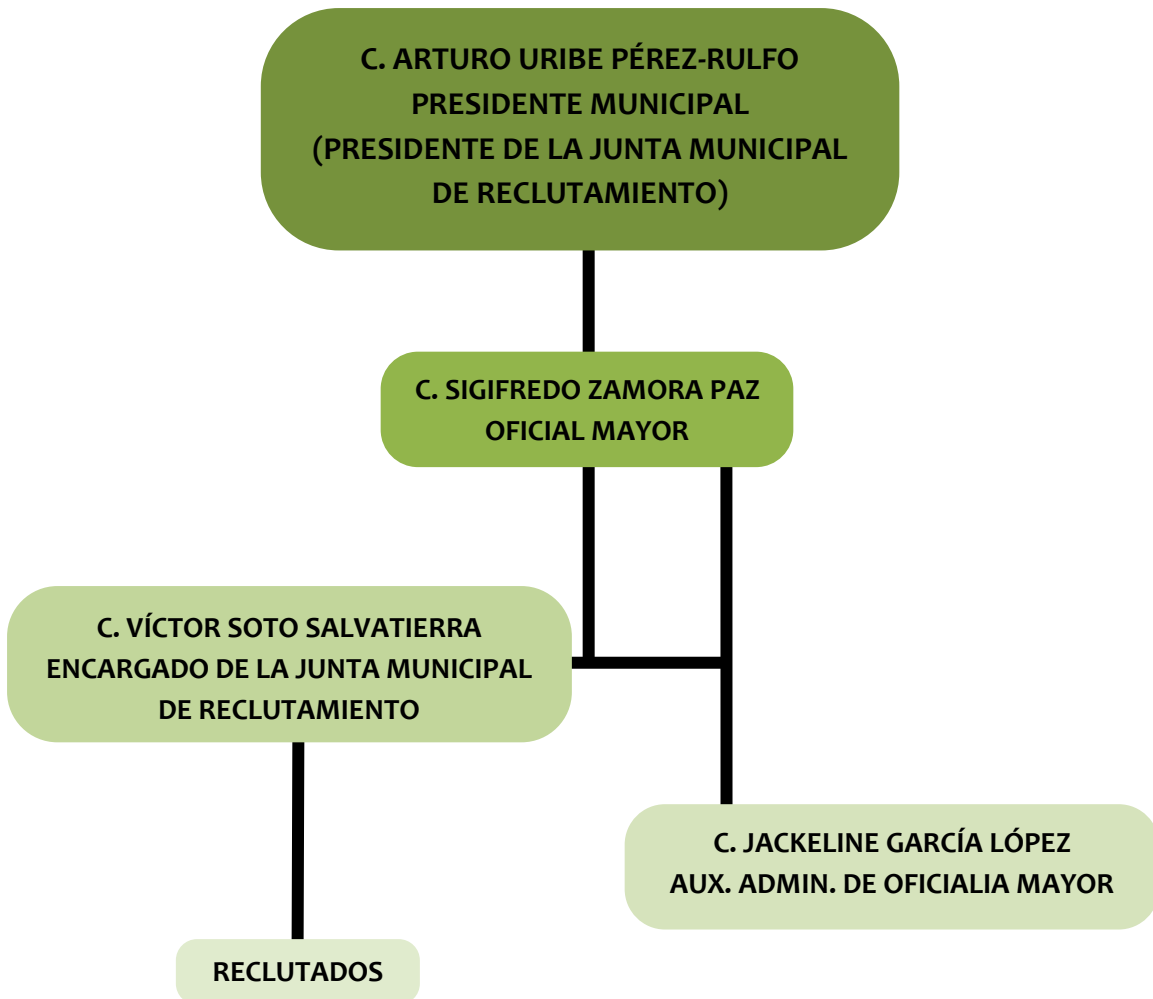 C. ARTURO URIBE PÉREZ-RULFO
PRESIDENTE MUNICIPAL
(PRESIDENTE DE LA JUNTA MUNICIPAL
DE RECLUTAMIENTO)
C. SIGIFREDO ZAMORA PAZ
OFICIAL MAYOR
C. VÍCTOR SOTO SALVATIERRA
ENCARGADO DE LA JUNTA MUNICIPAL
DE RECLUTAMIENTO
C. JACKELINE GARCÍA LÓPEZ
AUX. ADMIN. DE OFICIALIA MAYOR
RECLUTADOS